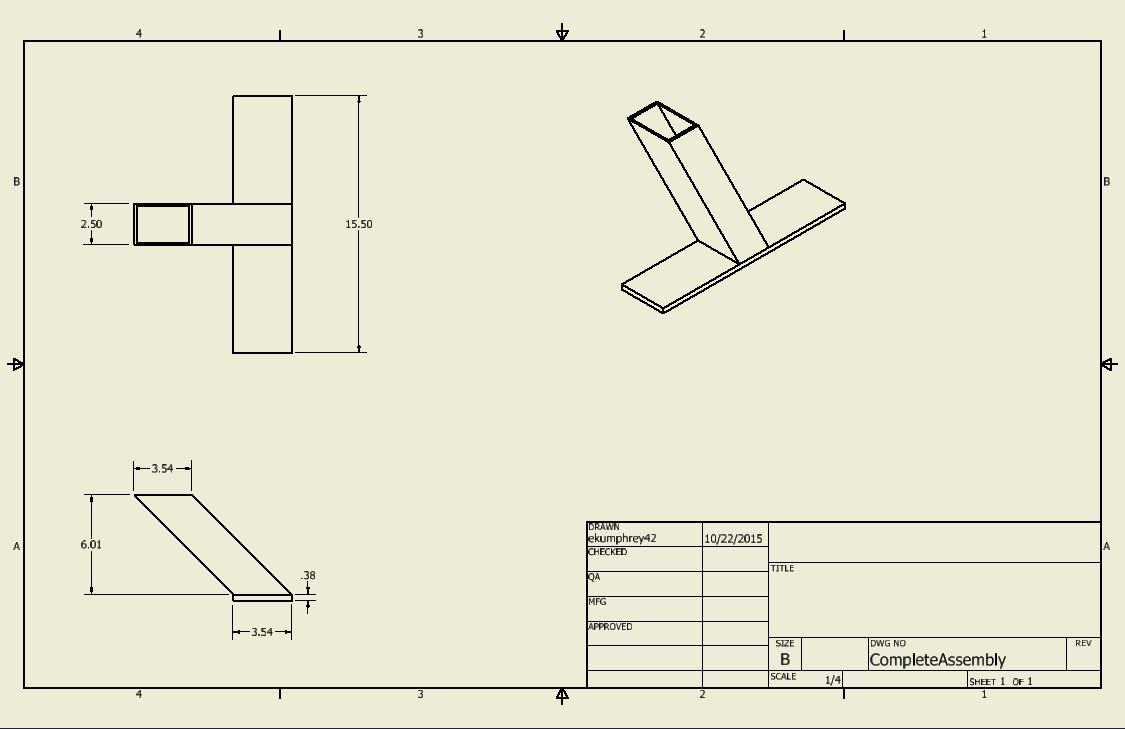 4 3 2 1
B B
2.50
15.50
3.54
6.01
.38
3.54
A A
DRAWN
ekumphrey42 10/22/2015
CHECKED
QA
MFG
APPROVED
TITLE
SIZE DWG NO REV
B CompleteAssembly
SCALE 1/4 SHEET 1 OF 1
4 3 2 1